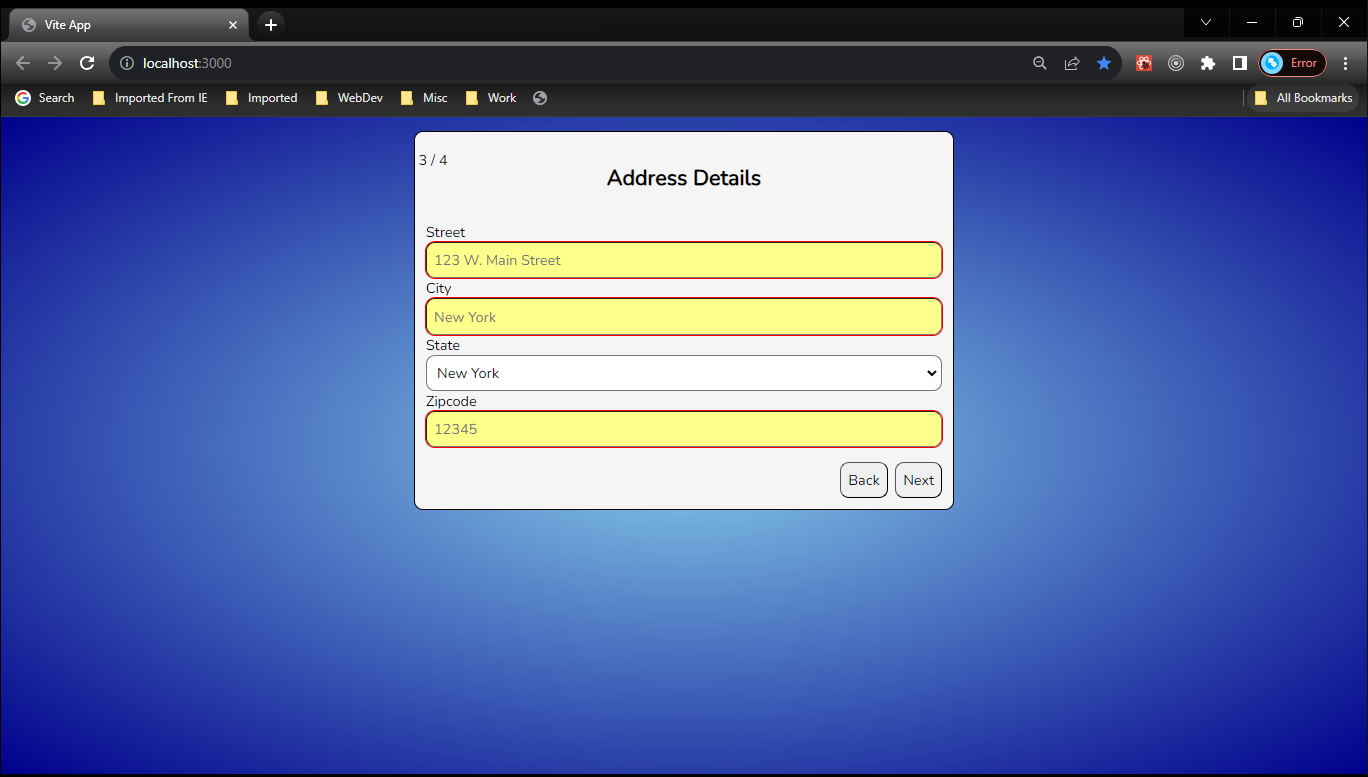 Vite App
localhost:3000
Error
Search Imported From IE Imported WebDev Misc Work All Bookmarks
3 / 4
Address Details
Street
123 W. Main Street
City
New York
State
New York
Zipcode
12345
Back Next